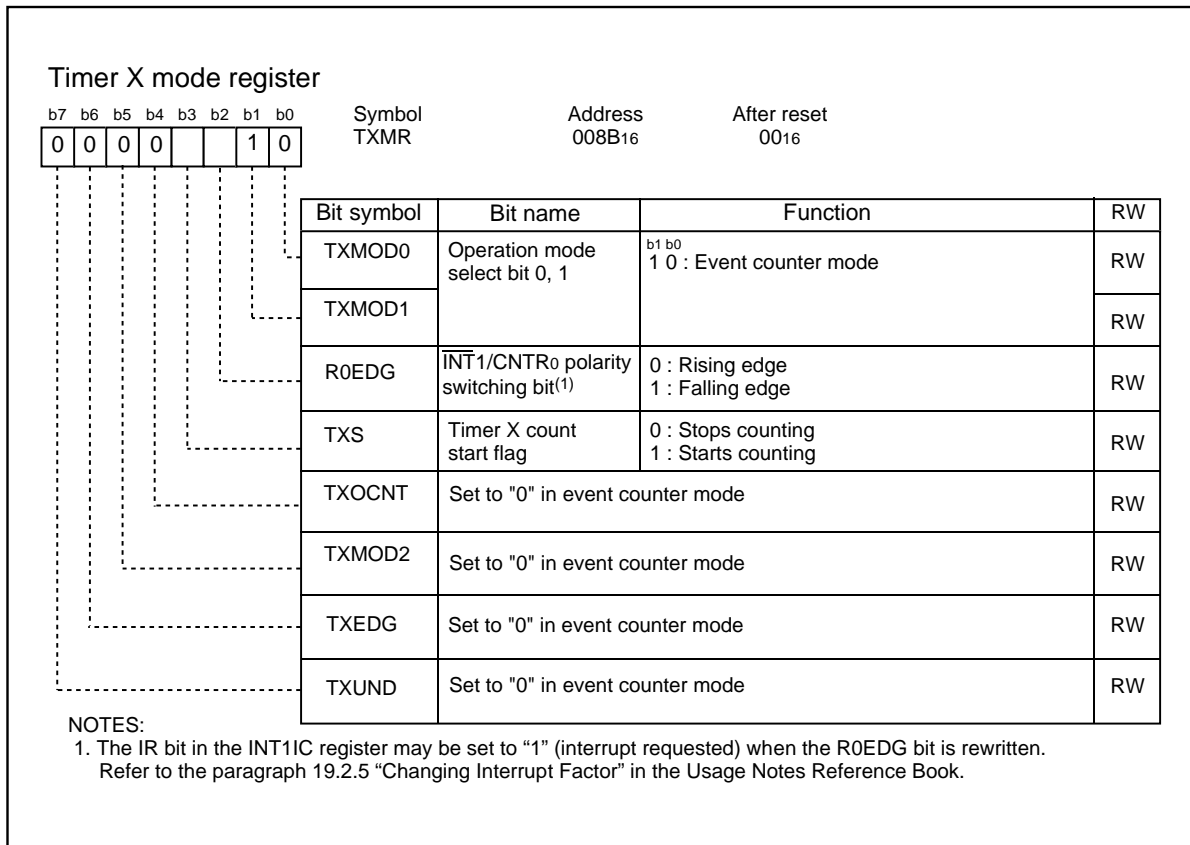 Timer X mode register
b7 b6 b5 b4 b3 b2 b1 b0
Symbol Address After reset
0 0 0 0 1 0
TXMR 008B16 0016
Bit symbol Bit name Function RW
TXMOD0 Operation mode select bit 0, 1 b1 b0
1 0 : Event counter mode RW
TXMOD1 RW
R0EDG INT1/CNTR0 polarity switching bit(1) 0 : Rising edge
1 : Falling edge RW
TXS Timer X count start flag 0 : Stops counting
1 : Starts counting RW
TXOCNT Set to "0" in event counter mode RW
TXMOD2 Set to "0" in event counter mode RW
TXEDG Set to "0" in event counter mode RW
TXUND Set to "0" in event counter mode RW
NOTES:
1. The IR bit in the INT1IC register may be set to “1” (interrupt requested) when the R0EDG bit is rewritten.
Refer to the paragraph 19.2.5 “Changing Interrupt Factor” in the Usage Notes Reference Book.